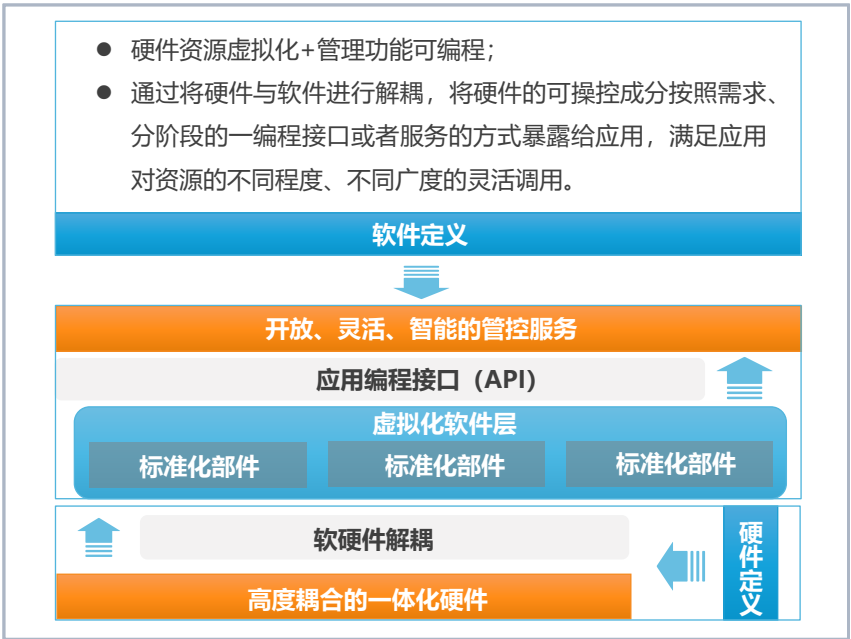 ● 硬件资源虚拟化+管理功能可编程；
● 通过将硬件与软件进行解耦，将硬件的可操控成分按照需求、
分阶段的一编程接口或者服务的方式暴露给应用，满足应用
对资源的不同程度、不同广度的灵活调用。
软件定义
开放、灵活、智能的管控服务
应用编程接口（API）
虚拟化软件层
标准化部件
标准化部件
标准化部件
软硬件解耦
硬件定义
高度耦合的一体化硬件